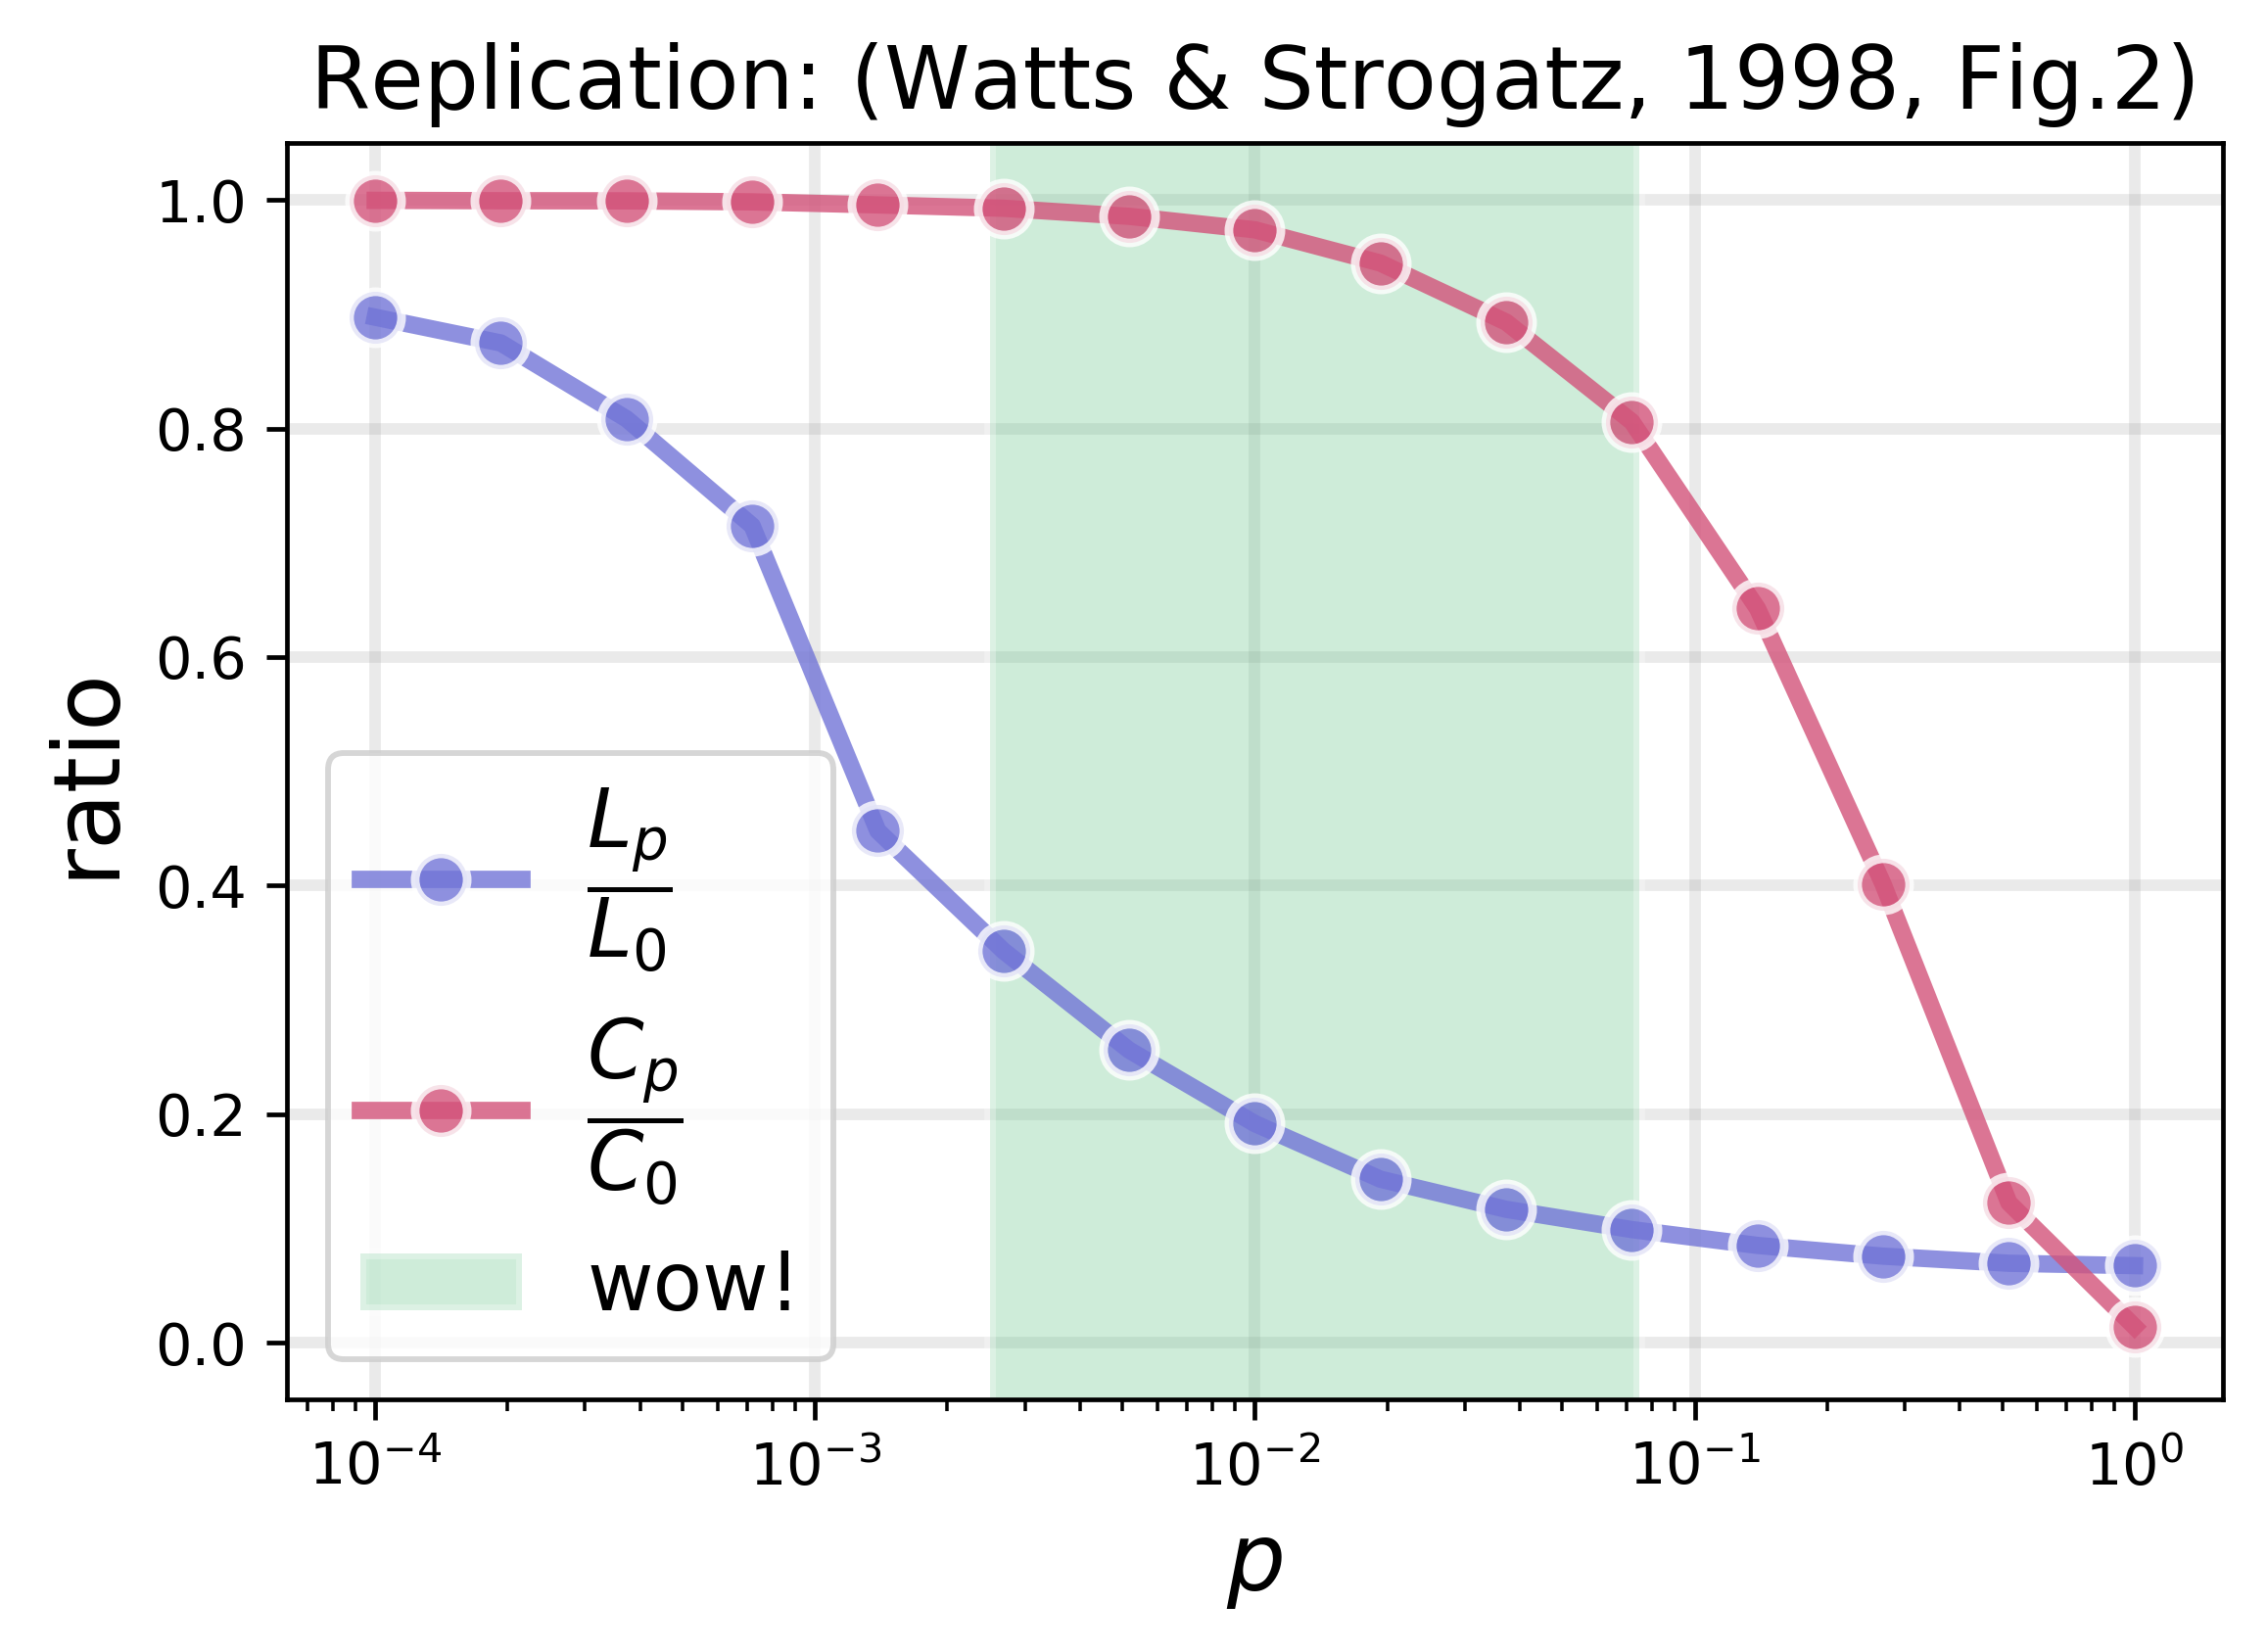 Replication: (Watts & Strogatz, 1998, Fig.2)
ratio
1.0
0.8
0.6
0.4
0.2
0.0
L_p
L_0
C_p
C_0
wow!
10^−4 10^−3 10^−2 10^−1 10^0
p